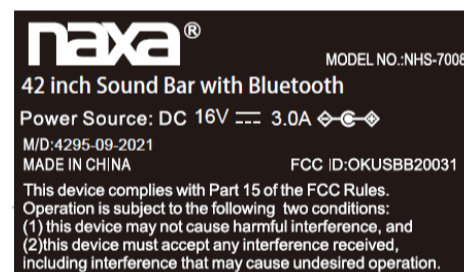 naxa®
MODEL NO.:NHS-7008
42 inch Sound Bar with Bluetooth
Power Source: DC 16V ⎓ 3.0A
M/D:4295-09-2021
MADE IN CHINA FCC ID:OKUSBB20031
This device complies with Part 15 of the FCC Rules.
Operation is subject to the following two conditions:
(1) this device may not cause harmful interference, and
(2)this device must accept any interference received,
including interference that may cause undesired operation.